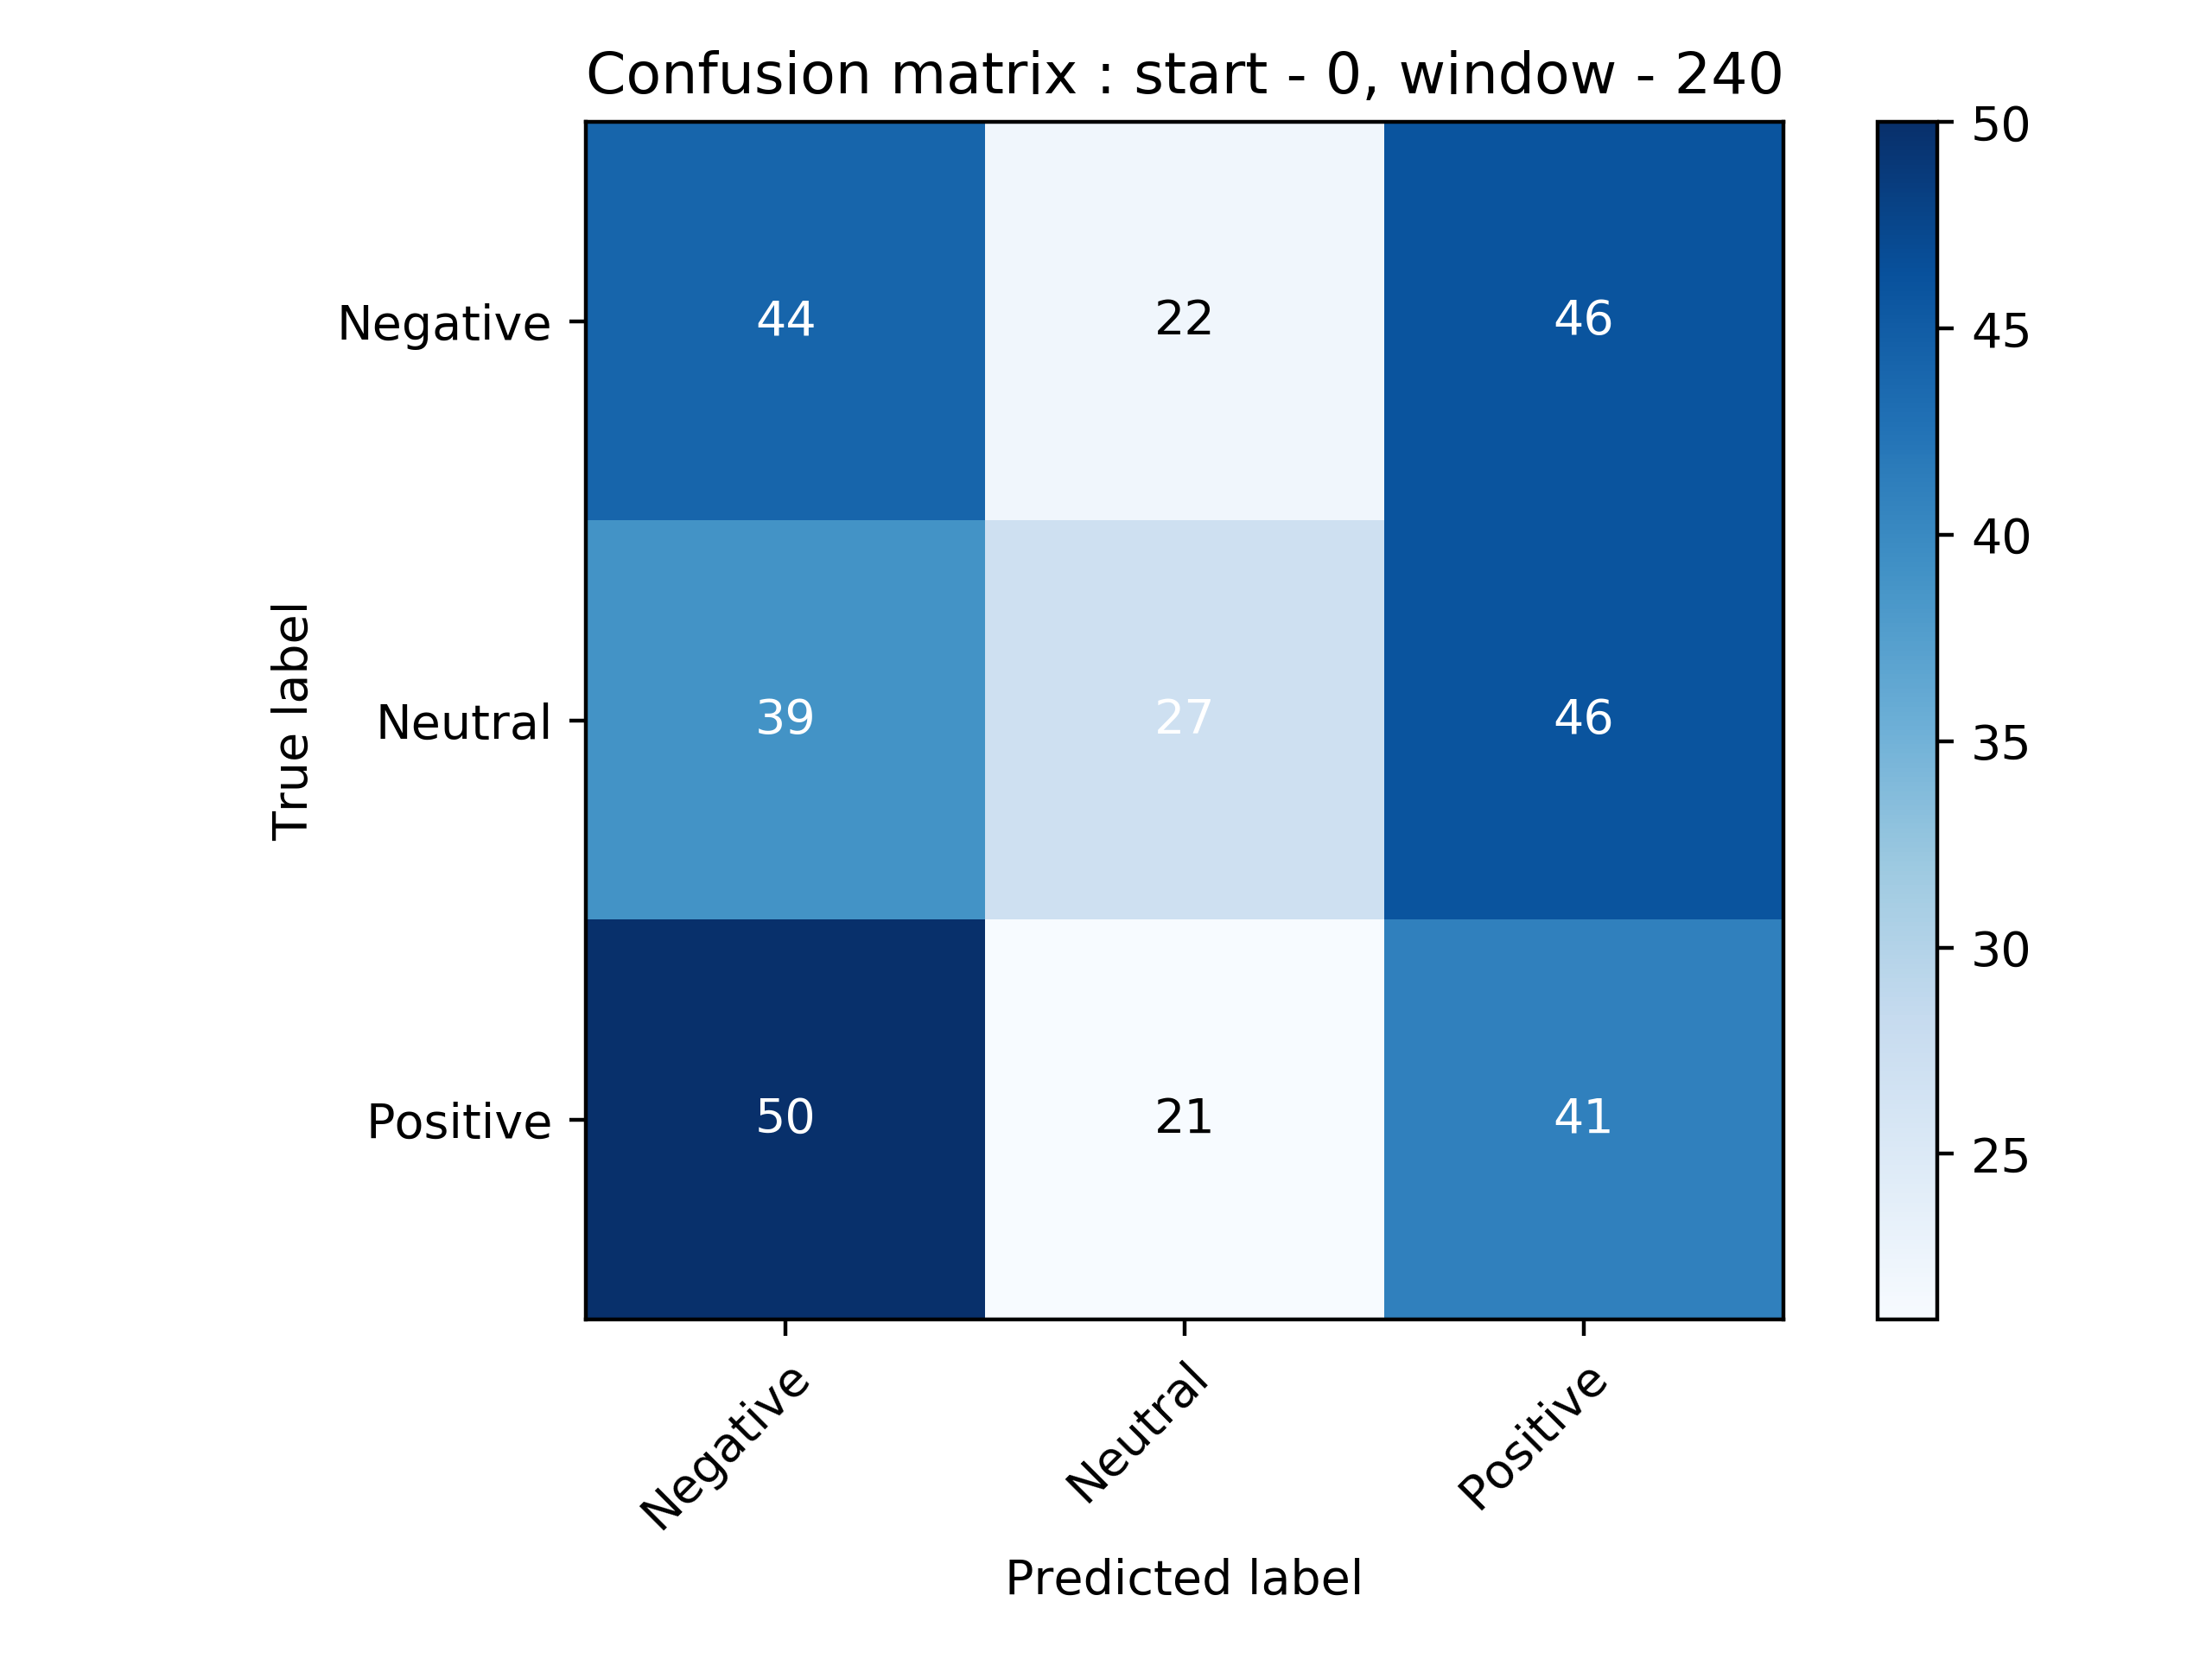 Confusion matrix : start - 0, window - 240
Negative
44
22
46
Neutral
39
27
46
Positive
50
21
41
True label
Negative
Neutral
Positive
Predicted label
50
45
40
35
30
25